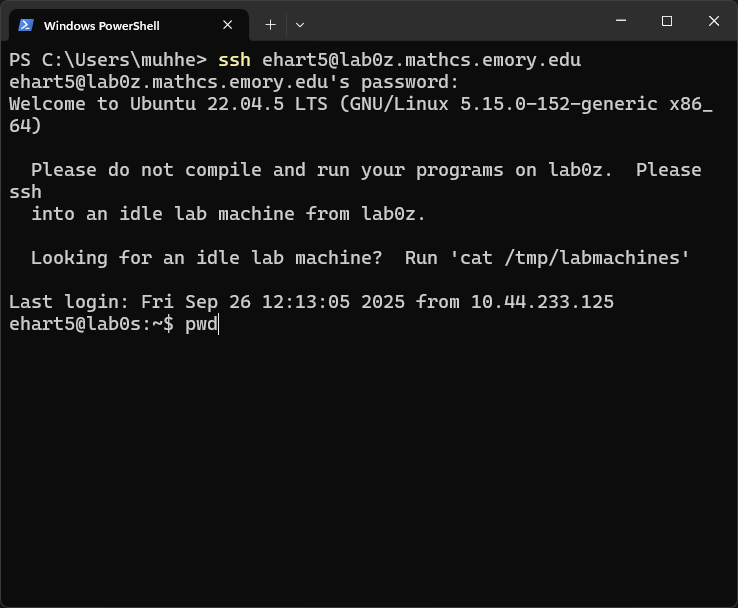 Windows PowerShell
PS C:\Users\muhhe> ssh ehart5@lab0z.mathcs.emory.edu
ehart5@lab0z.mathcs.emory.edu's password:
Welcome to Ubuntu 22.04.5 LTS (GNU/Linux 5.15.0-152-generic x86_
64)
Please do not compile and run your programs on lab0z.  Please
ssh
into an idle lab machine from lab0z.
Looking for an idle lab machine?  Run 'cat /tmp/labmachines'
Last login: Fri Sep 26 12:13:05 2025 from 10.44.233.125
ehart5@lab0s:~$ pwd